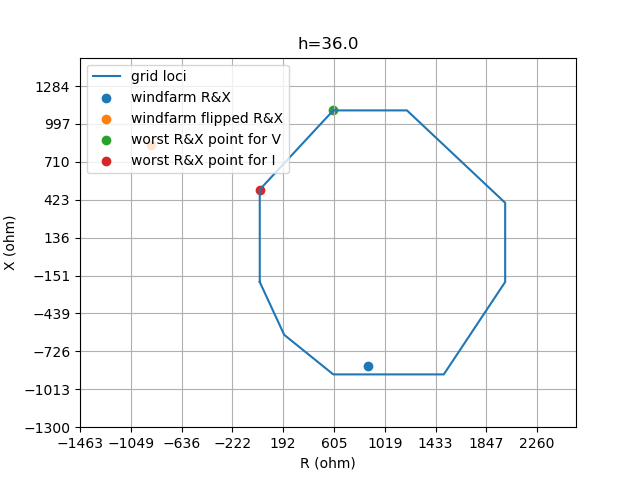 h=36.0
grid loci
windfarm R&X
windfarm flipped R&X
worst R&X point for V
worst R&X point for I
X (ohm)
1284
997
710
423
136
−151
−439
−726
−1013
−1300
−1463 −1049 −636 −222 192 605 1019 1433 1847 2260
R (ohm)